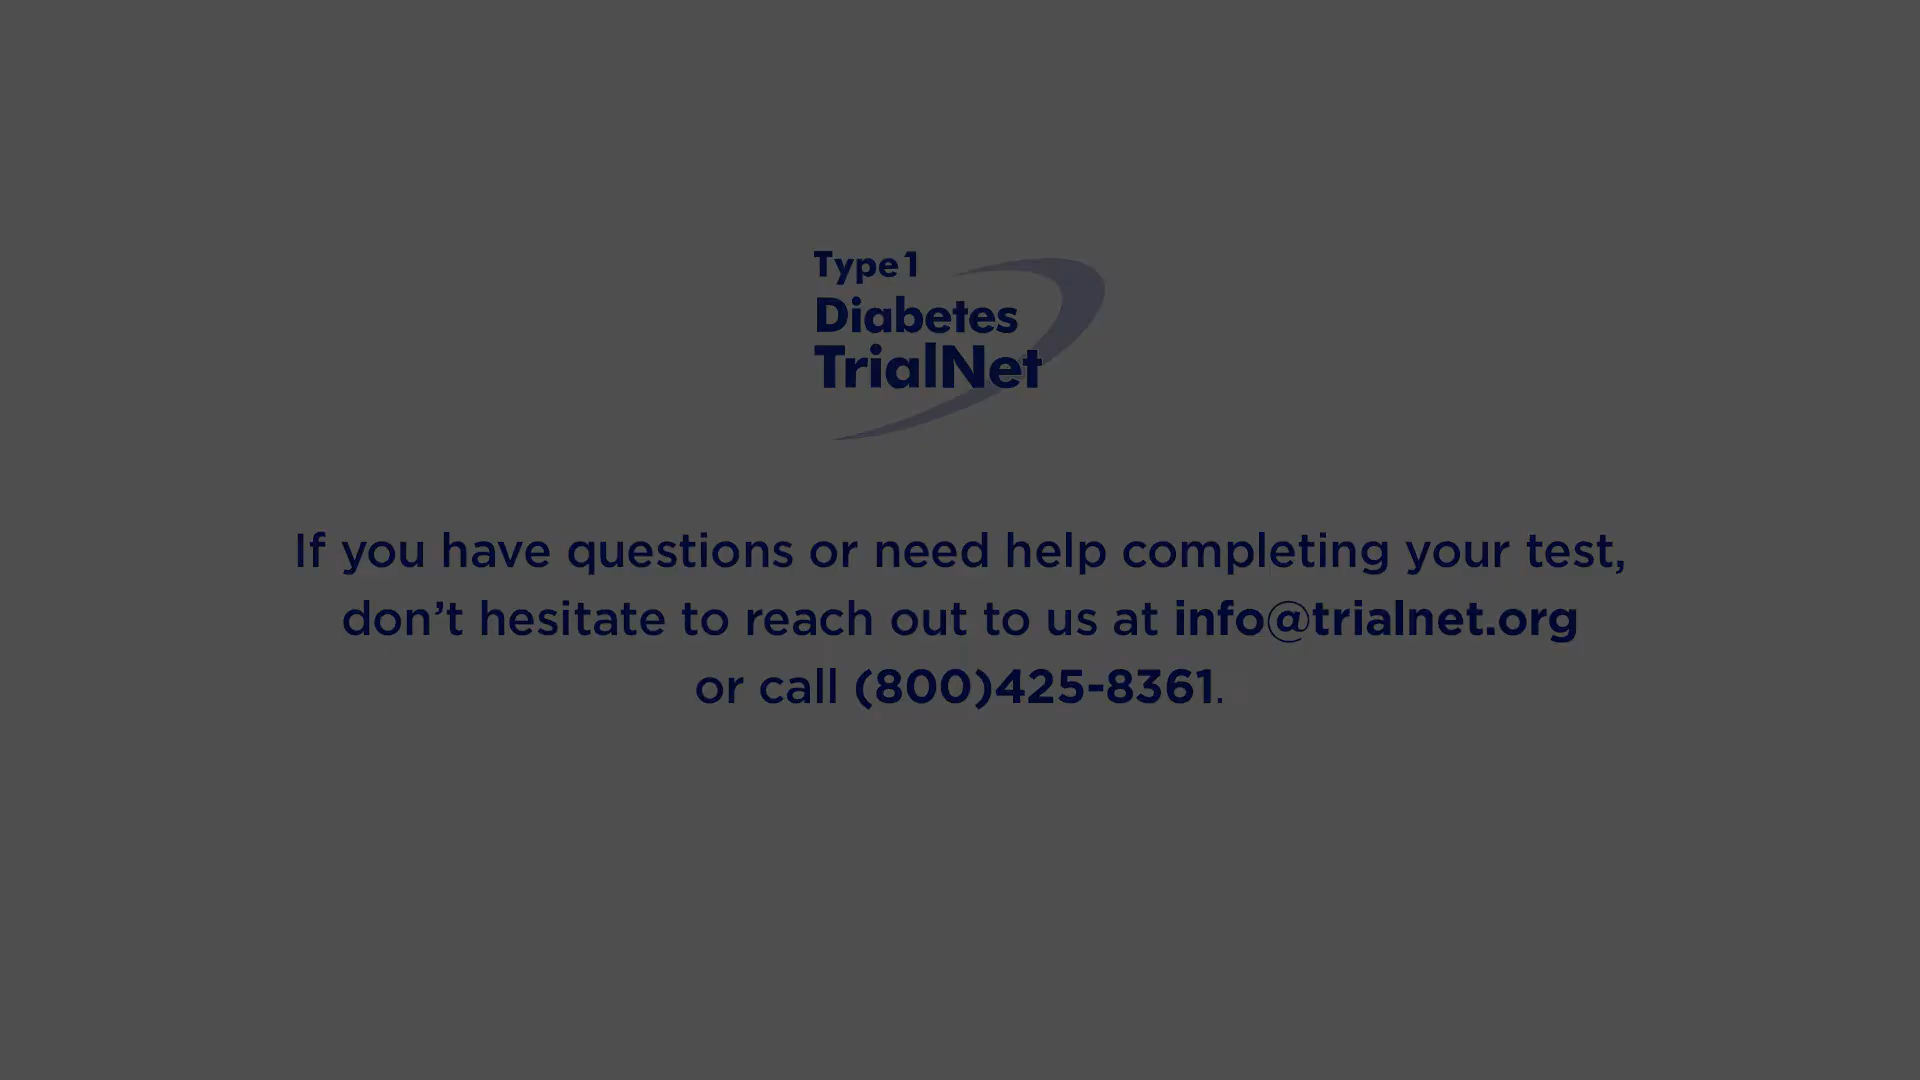 Type 1
Diabetes
TrialNet
If you have questions or need help completing your test,
don’t hesitate to reach out to us at info@trialnet.org
or call (800)425-8361.